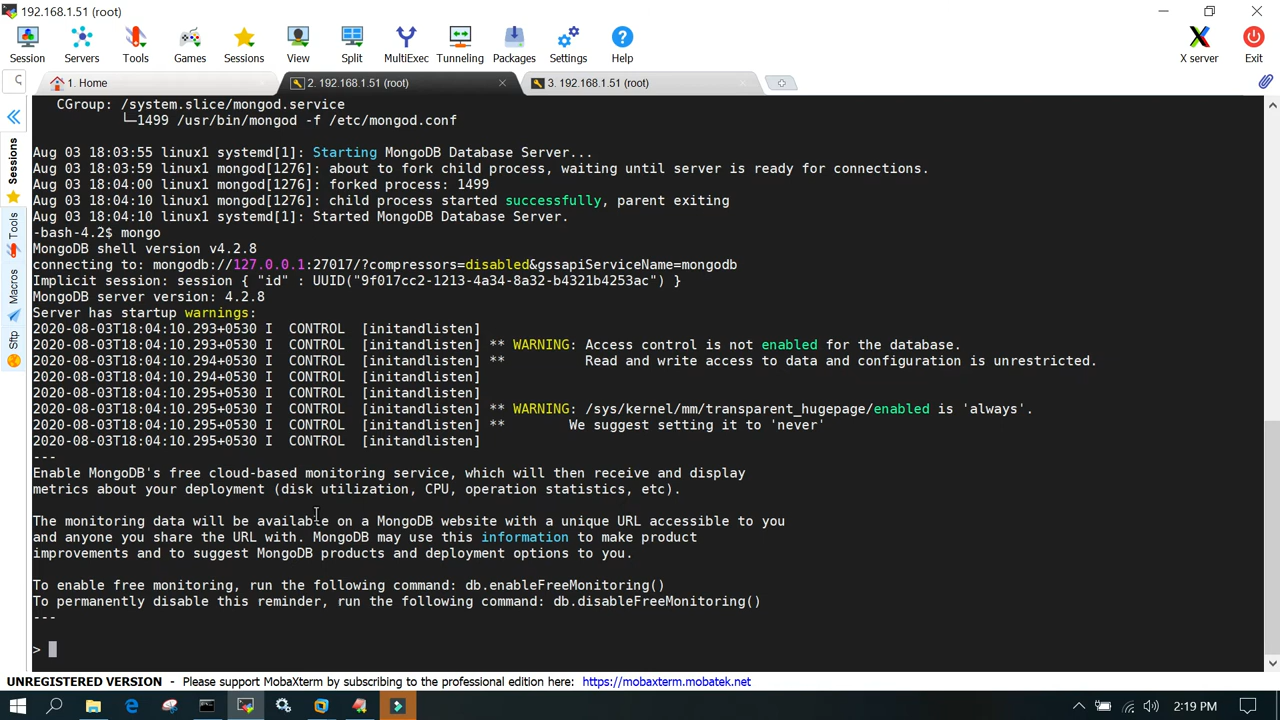 192.168.1.51 (root)
Session Servers Tools Games Sessions View Split MultiExec Tunneling Packages Settings Help X server Exit
1. Home
2. 192.168.1.51 (root)
3. 192.168.1.51 (root)
Sessions
Tools
Macros
Sftp
CGroup: /system.slice/mongod.service
└─1499 /usr/bin/mongod -f /etc/mongod.conf
Aug 03 18:03:55 linux1 systemd[1]: Starting MongoDB Database Server...
Aug 03 18:03:59 linux1 mongod[1276]: about to fork child process, waiting until server is ready for connections.
Aug 03 18:04:00 linux1 mongod[1276]: forked process: 1499
Aug 03 18:04:10 linux1 mongod[1276]: child process started successfully, parent exiting
Aug 03 18:04:10 linux1 systemd[1]: Started MongoDB Database Server.
-bash-4.2$ mongo
MongoDB shell version v4.2.8
connecting to: mongodb://127.0.0.1:27017/?compressors=disabled&gssapiServiceName=mongodb
Implicit session: session { "id" : UUID("9f017cc2-1213-4a34-8a32-b4321b4253ac") }
MongoDB server version: 4.2.8
Server has startup warnings:
2020-08-03T18:04:10.293+0530 I  CONTROL  [initandlisten]
2020-08-03T18:04:10.293+0530 I  CONTROL  [initandlisten] ** WARNING: Access control is not enabled for the database.
2020-08-03T18:04:10.294+0530 I  CONTROL  [initandlisten] **          Read and write access to data and configuration is unrestricted.
2020-08-03T18:04:10.294+0530 I  CONTROL  [initandlisten]
2020-08-03T18:04:10.295+0530 I  CONTROL  [initandlisten]
2020-08-03T18:04:10.295+0530 I  CONTROL  [initandlisten] ** WARNING: /sys/kernel/mm/transparent_hugepage/enabled is 'always'.
2020-08-03T18:04:10.295+0530 I  CONTROL  [initandlisten] **        We suggest setting it to 'never'
2020-08-03T18:04:10.295+0530 I  CONTROL  [initandlisten]
---
Enable MongoDB's free cloud-based monitoring service, which will then receive and display
metrics about your deployment (disk utilization, CPU, operation statistics, etc).
The monitoring data will be available on a MongoDB website with a unique URL accessible to you
and anyone you share the URL with. MongoDB may use this information to make product
improvements and to suggest MongoDB products and deployment options to you.
To enable free monitoring, run the following command: db.enableFreeMonitoring()
To permanently disable this reminder, run the following command: db.disableFreeMonitoring()
---
>
UNREGISTERED VERSION - Please support MobaXterm by subscribing to the professional edition here: https://mobaxterm.mobatek.net
2:19 PM